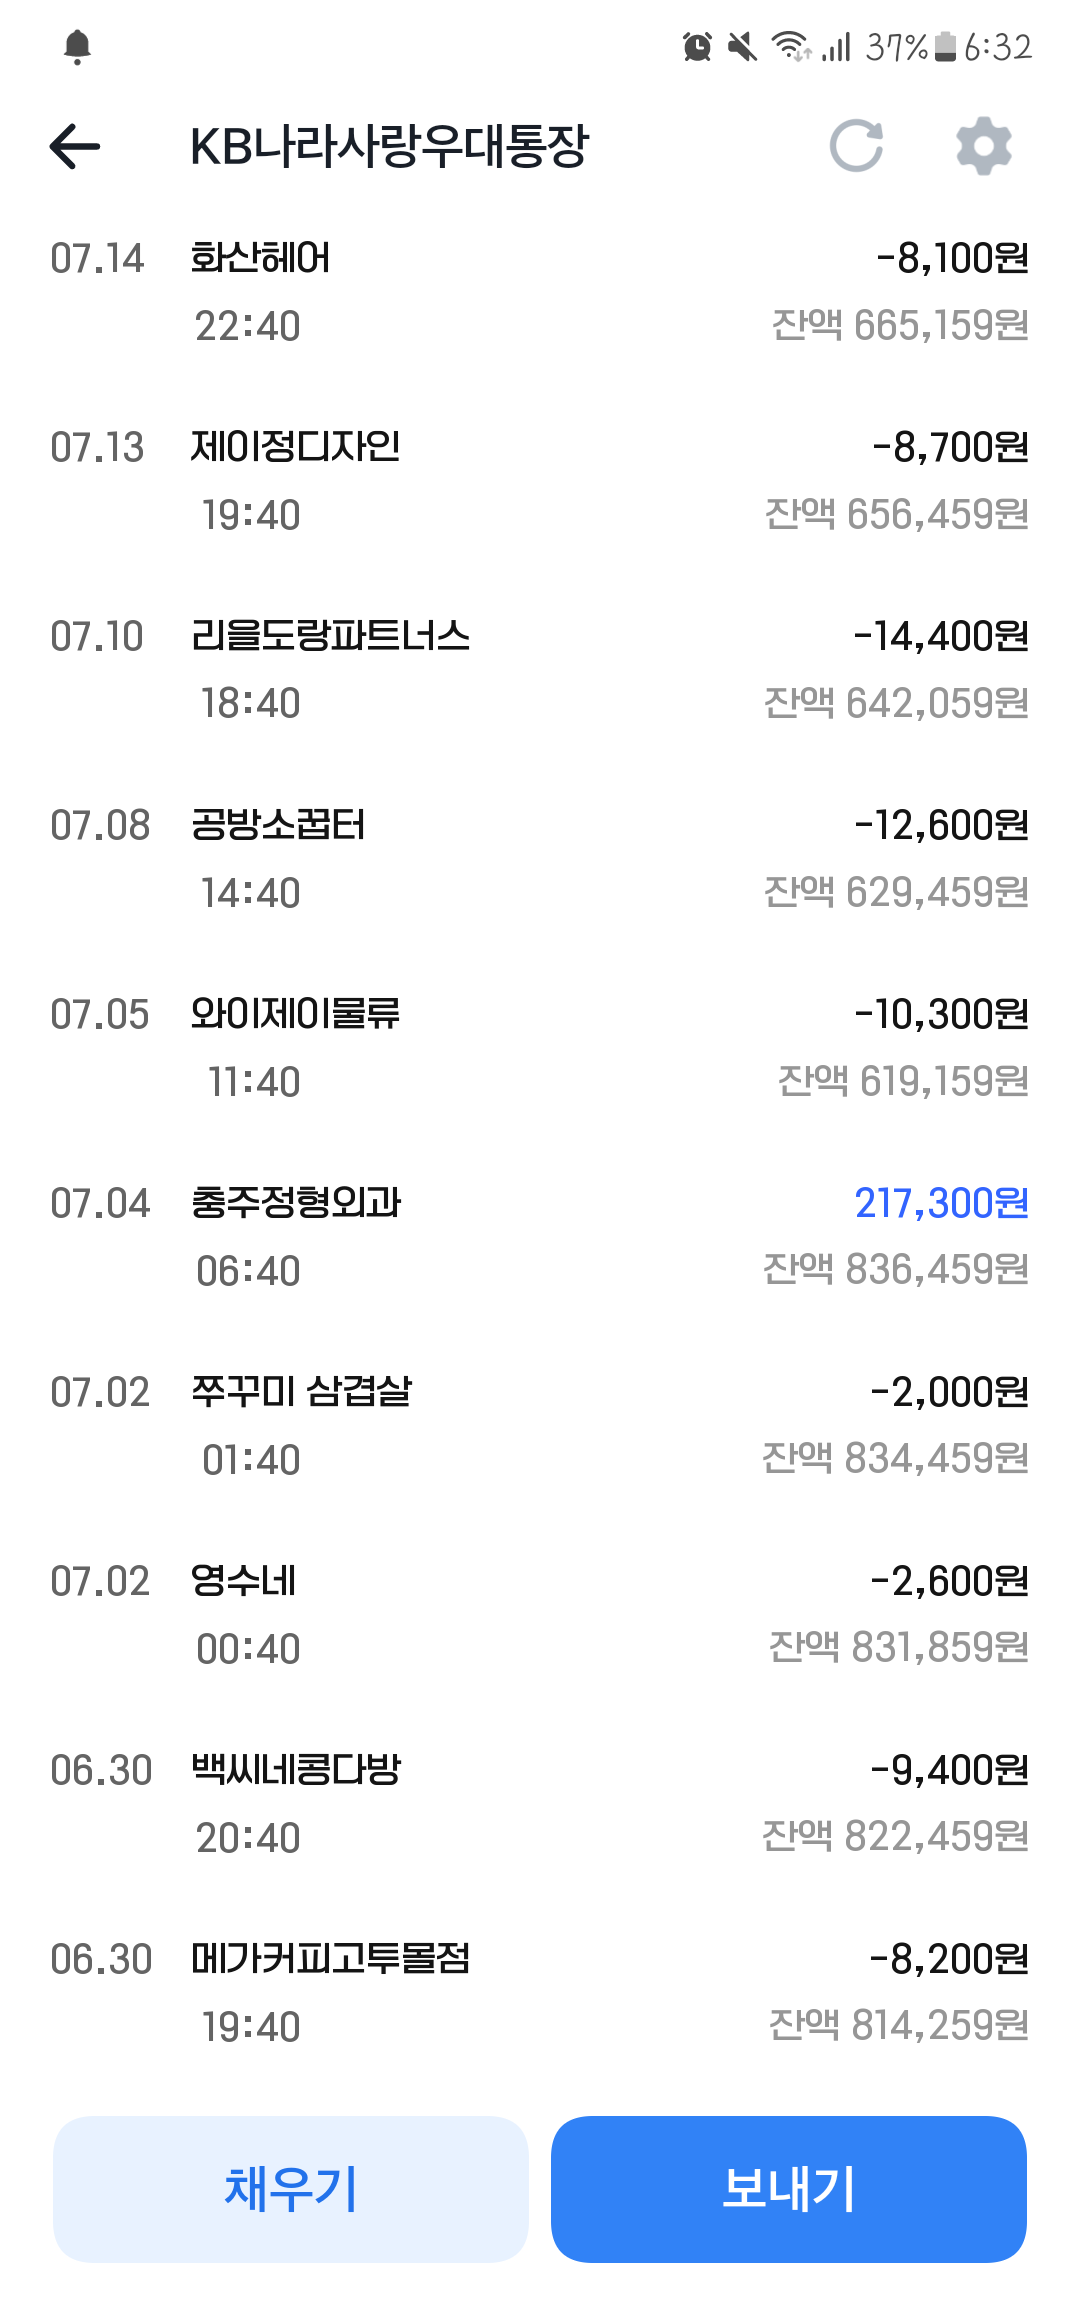 37% 6:32
KB나라사랑우대통장
07.14 화산헤어 -8,100원
22:40 잔액 665,159원
07.13 제이정디자인 -8,700원
19:40 잔액 656,459원
07.10 리을도랑파트너스 -14,400원
18:40 잔액 642,059원
07.08 공방소꿉터 -12,600원
14:40 잔액 629,459원
07.05 와이제이물류 -10,300원
11:40 잔액 619,159원
07.04 충주정형외과 217,300원
06:40 잔액 836,459원
07.02 쭈꾸미 삼겹살 -2,000원
01:40 잔액 834,459원
07.02 영수네 -2,600원
00:40 잔액 831,859원
06.30 백씨네콩다방 -9,400원
20:40 잔액 822,459원
06.30 메가커피고투몰점 -8,200원
19:40 잔액 814,259원
채우기 보내기